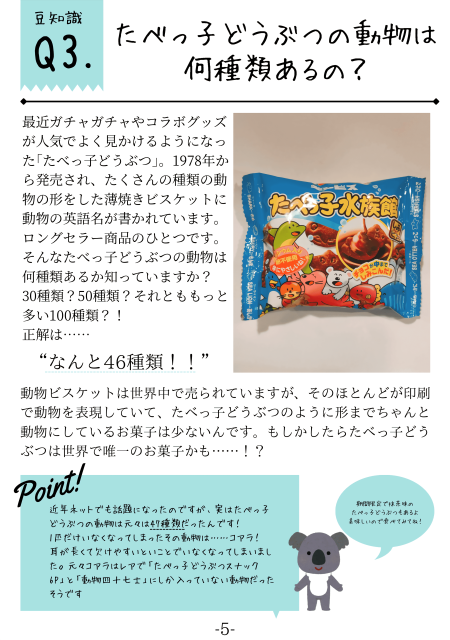 豆知識
Q3.
たべっ子どうぶつの動物は
何種類あるの？
最近ガチャガチャやコラボグッズ
が人気でよく見かけるようになっ
た「たべっ子どうぶつ」。1978年か
ら発売され、たくさんの種類の動
物の形をした薄焼きビスケットに
動物の英語名が書かれています。
ロングセラー商品のひとつです。
そんなたべっ子どうぶつの動物は
何種類あるか知っていますか？
30種類？50種類？それとももっと
多い100種類？！
正解は……
“なんと46種類！！”
たべっ子水族館
動物ビスケットは世界中で売られていますが、そのほとんどが印刷
で動物を表現していて、たべっ子どうぶつのように形までちゃんと
動物にしているお菓子は少ないんです。もしかしたらたべっ子どう
ぶつは世界で唯一のお菓子かも……！？
Point!
近年ネットでも話題になったのですが、実はたべっ子
どうぶつの動物は元々は47種類だったんです！
1匹だけいなくなってしまったその動物は……コアラ！
耳が長くて欠けやすいということでいなくなってしまいまし
た。元々コアラはレアで「たべっ子どうぶつスナック
6P」と「動物四十七士」にしか入っていない動物だった
そうです
期間限定では赤味の
たべっ子どうぶつもあるよ
美味しいので食べてみてね！
-5-